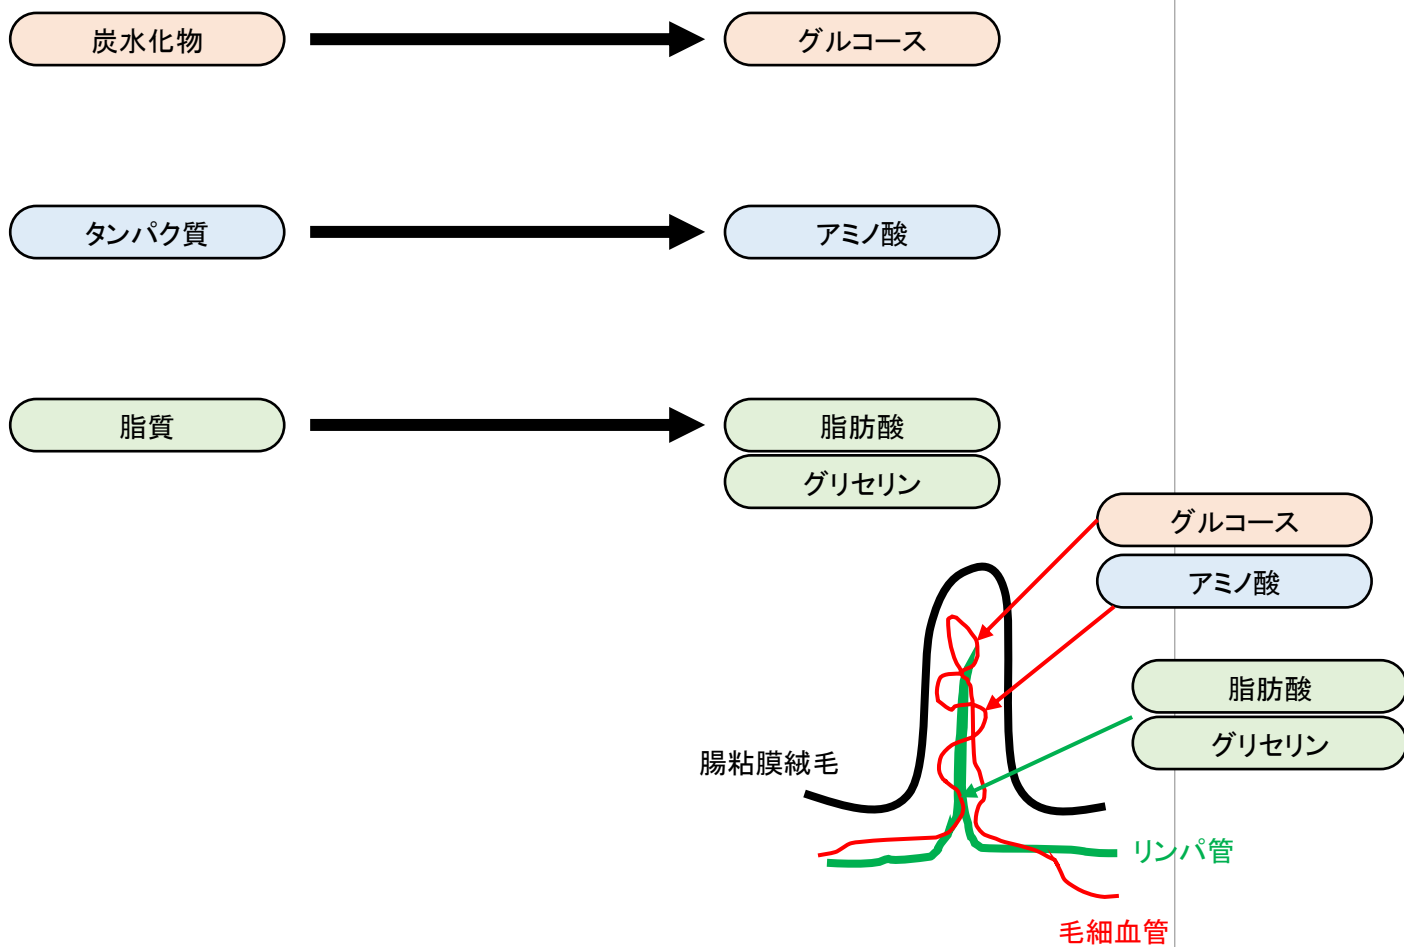 炭水化物
グルコース
タンパク質
アミノ酸
脂質
脂肪酸
グリセリン
グルコース
アミノ酸
脂肪酸
グリセリン
腸粘膜絨毛
リンパ管
毛細血管